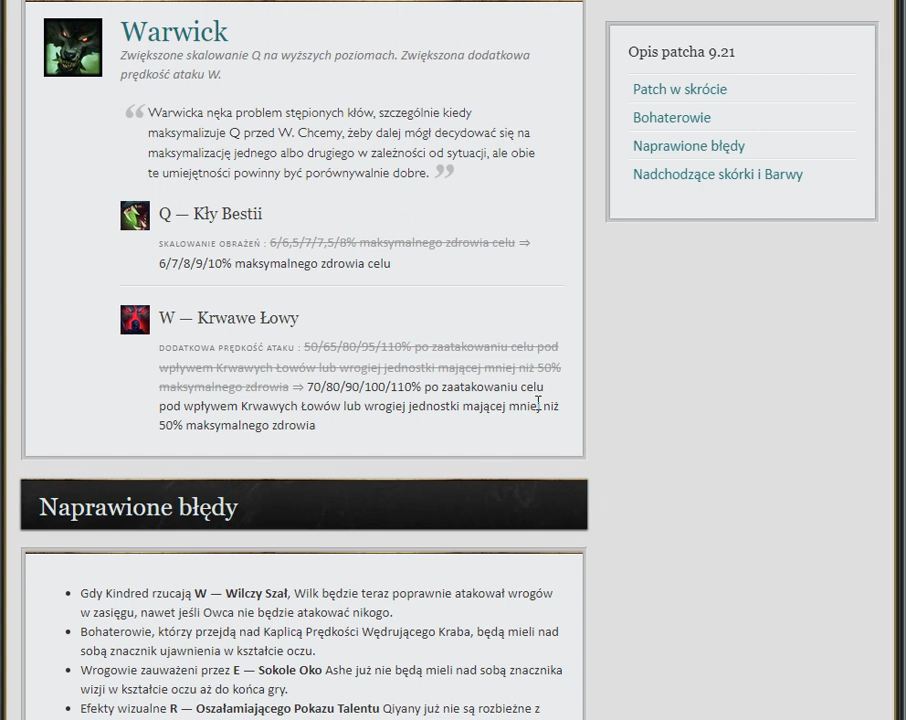 Warwick
Zwiększone skalowanie Q na wyższych poziomach. Zwiększona dodatkowa
prędkość ataku W.
Warwicka nęka problem stępionych kłów, szczególnie kiedy
maksymalizuje Q przed W. Chcemy, żeby dalej mógł decydować się na
maksymalizację jednego albo drugiego w zależności od sytuacji, ale obie
te umiejętności powinny być porównywalnie dobre.
Q — Kły Bestii
SKALOWANIE OBRAŻEŃ : 6/6,5/7/7,5/8% maksymalnego zdrowia celu ⇒
6/7/8/9/10% maksymalnego zdrowia celu
W — Krwawe Łowy
DODATKOWA PRĘDKOŚĆ ATAKU : 50/65/80/95/110% po zaatakowaniu celu pod
wpływem Krwawych Łowów lub wrogiej jednostki mającej mniej niż 50%
maksymalnego zdrowia ⇒ 70/80/90/100/110% po zaatakowaniu celu
pod wpływem Krwawych Łowów lub wrogiej jednostki mającej mniej niż
50% maksymalnego zdrowia
Naprawione błędy
Gdy Kindred rzucają W — Wilczy Szał, Wilk będzie teraz poprawnie atakował wrogów
w zasięgu, nawet jeśli Owca nie będzie atakować nikogo.
Bohaterowie, którzy przejdą nad Kaplicą Prędkości Wędrującego Kraba, będą mieli nad
sobą znacznik ujawnienia w kształcie oczu.
Wrogowie zauważeni przez E — Sokole Oko Ashe już nie będą mieli nad sobą znacznika
wizji w kształcie oczu aż do końca gry.
Efekty wizualne R — Oszałamiającego Pokazu Talentu Qiyany już nie są rozbieżne z
Opis patcha 9.21
Patch w skrócie
Bohaterowie
Naprawione błędy
Nadchodzące skórki i Barwy